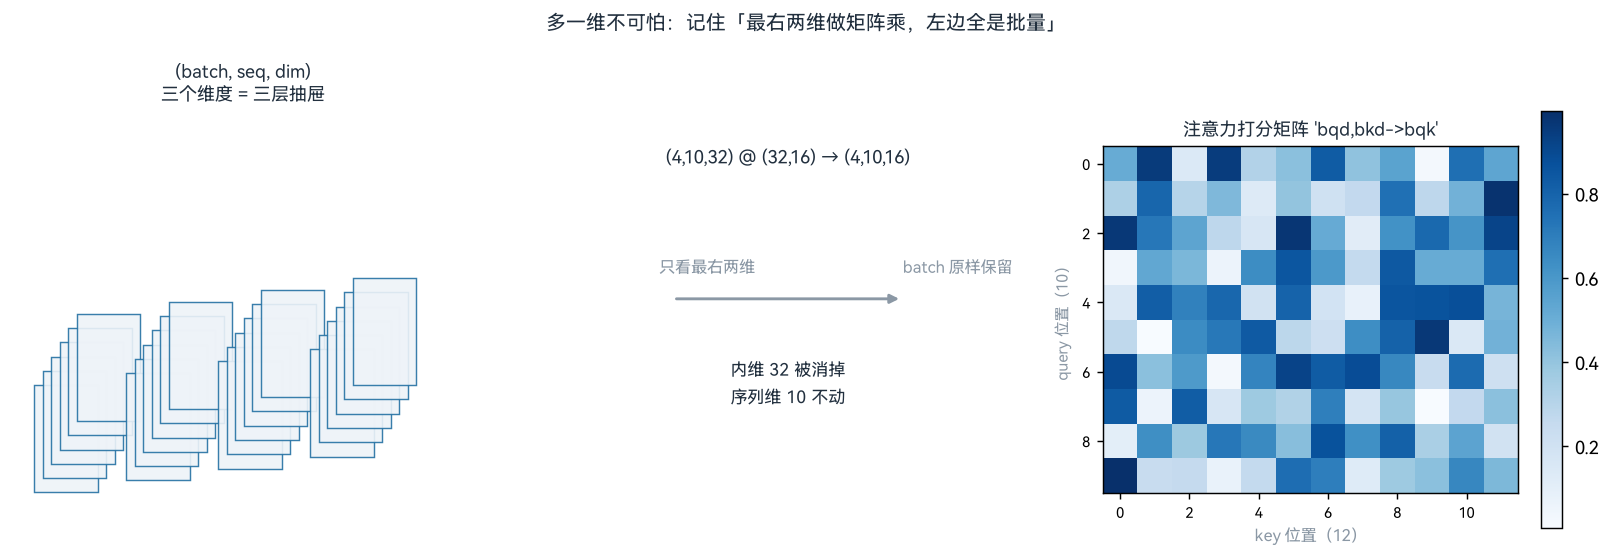 多一维不可怕：记住「最右两维做矩阵乘，左边全是批量」
(batch, seq, dim)
三个维度 = 三层抽屉
(4,10,32) @ (32,16) → (4,10,16)
只看最右两维
batch 原样保留
内维 32 被消掉
序列维 10 不动
注意力打分矩阵 'bqd,bkd->bqk'
query 位置（10）
0
2
4
6
8
0 2 4 6 8 10
key 位置（12）
0.8
0.6
0.4
0.2